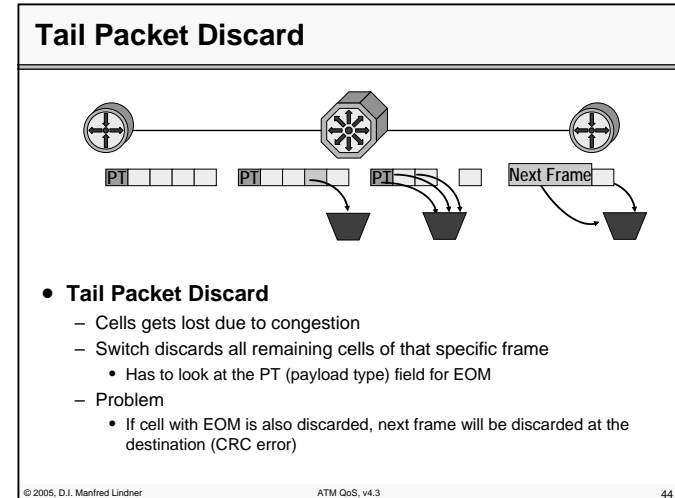 Tail Packet Discard
PT PT PT Next Frame
• Tail Packet Discard
– Cells gets lost due to congestion
– Switch discards all remaining cells of that specific frame
• Has to look at the PT (payload type) field for EOM
– Problem
• If cell with EOM is also discarded, next frame will be discarded at the
destination (CRC error)
© 2005, D.I. Manfred Lindner ATM QoS, v4.3 44